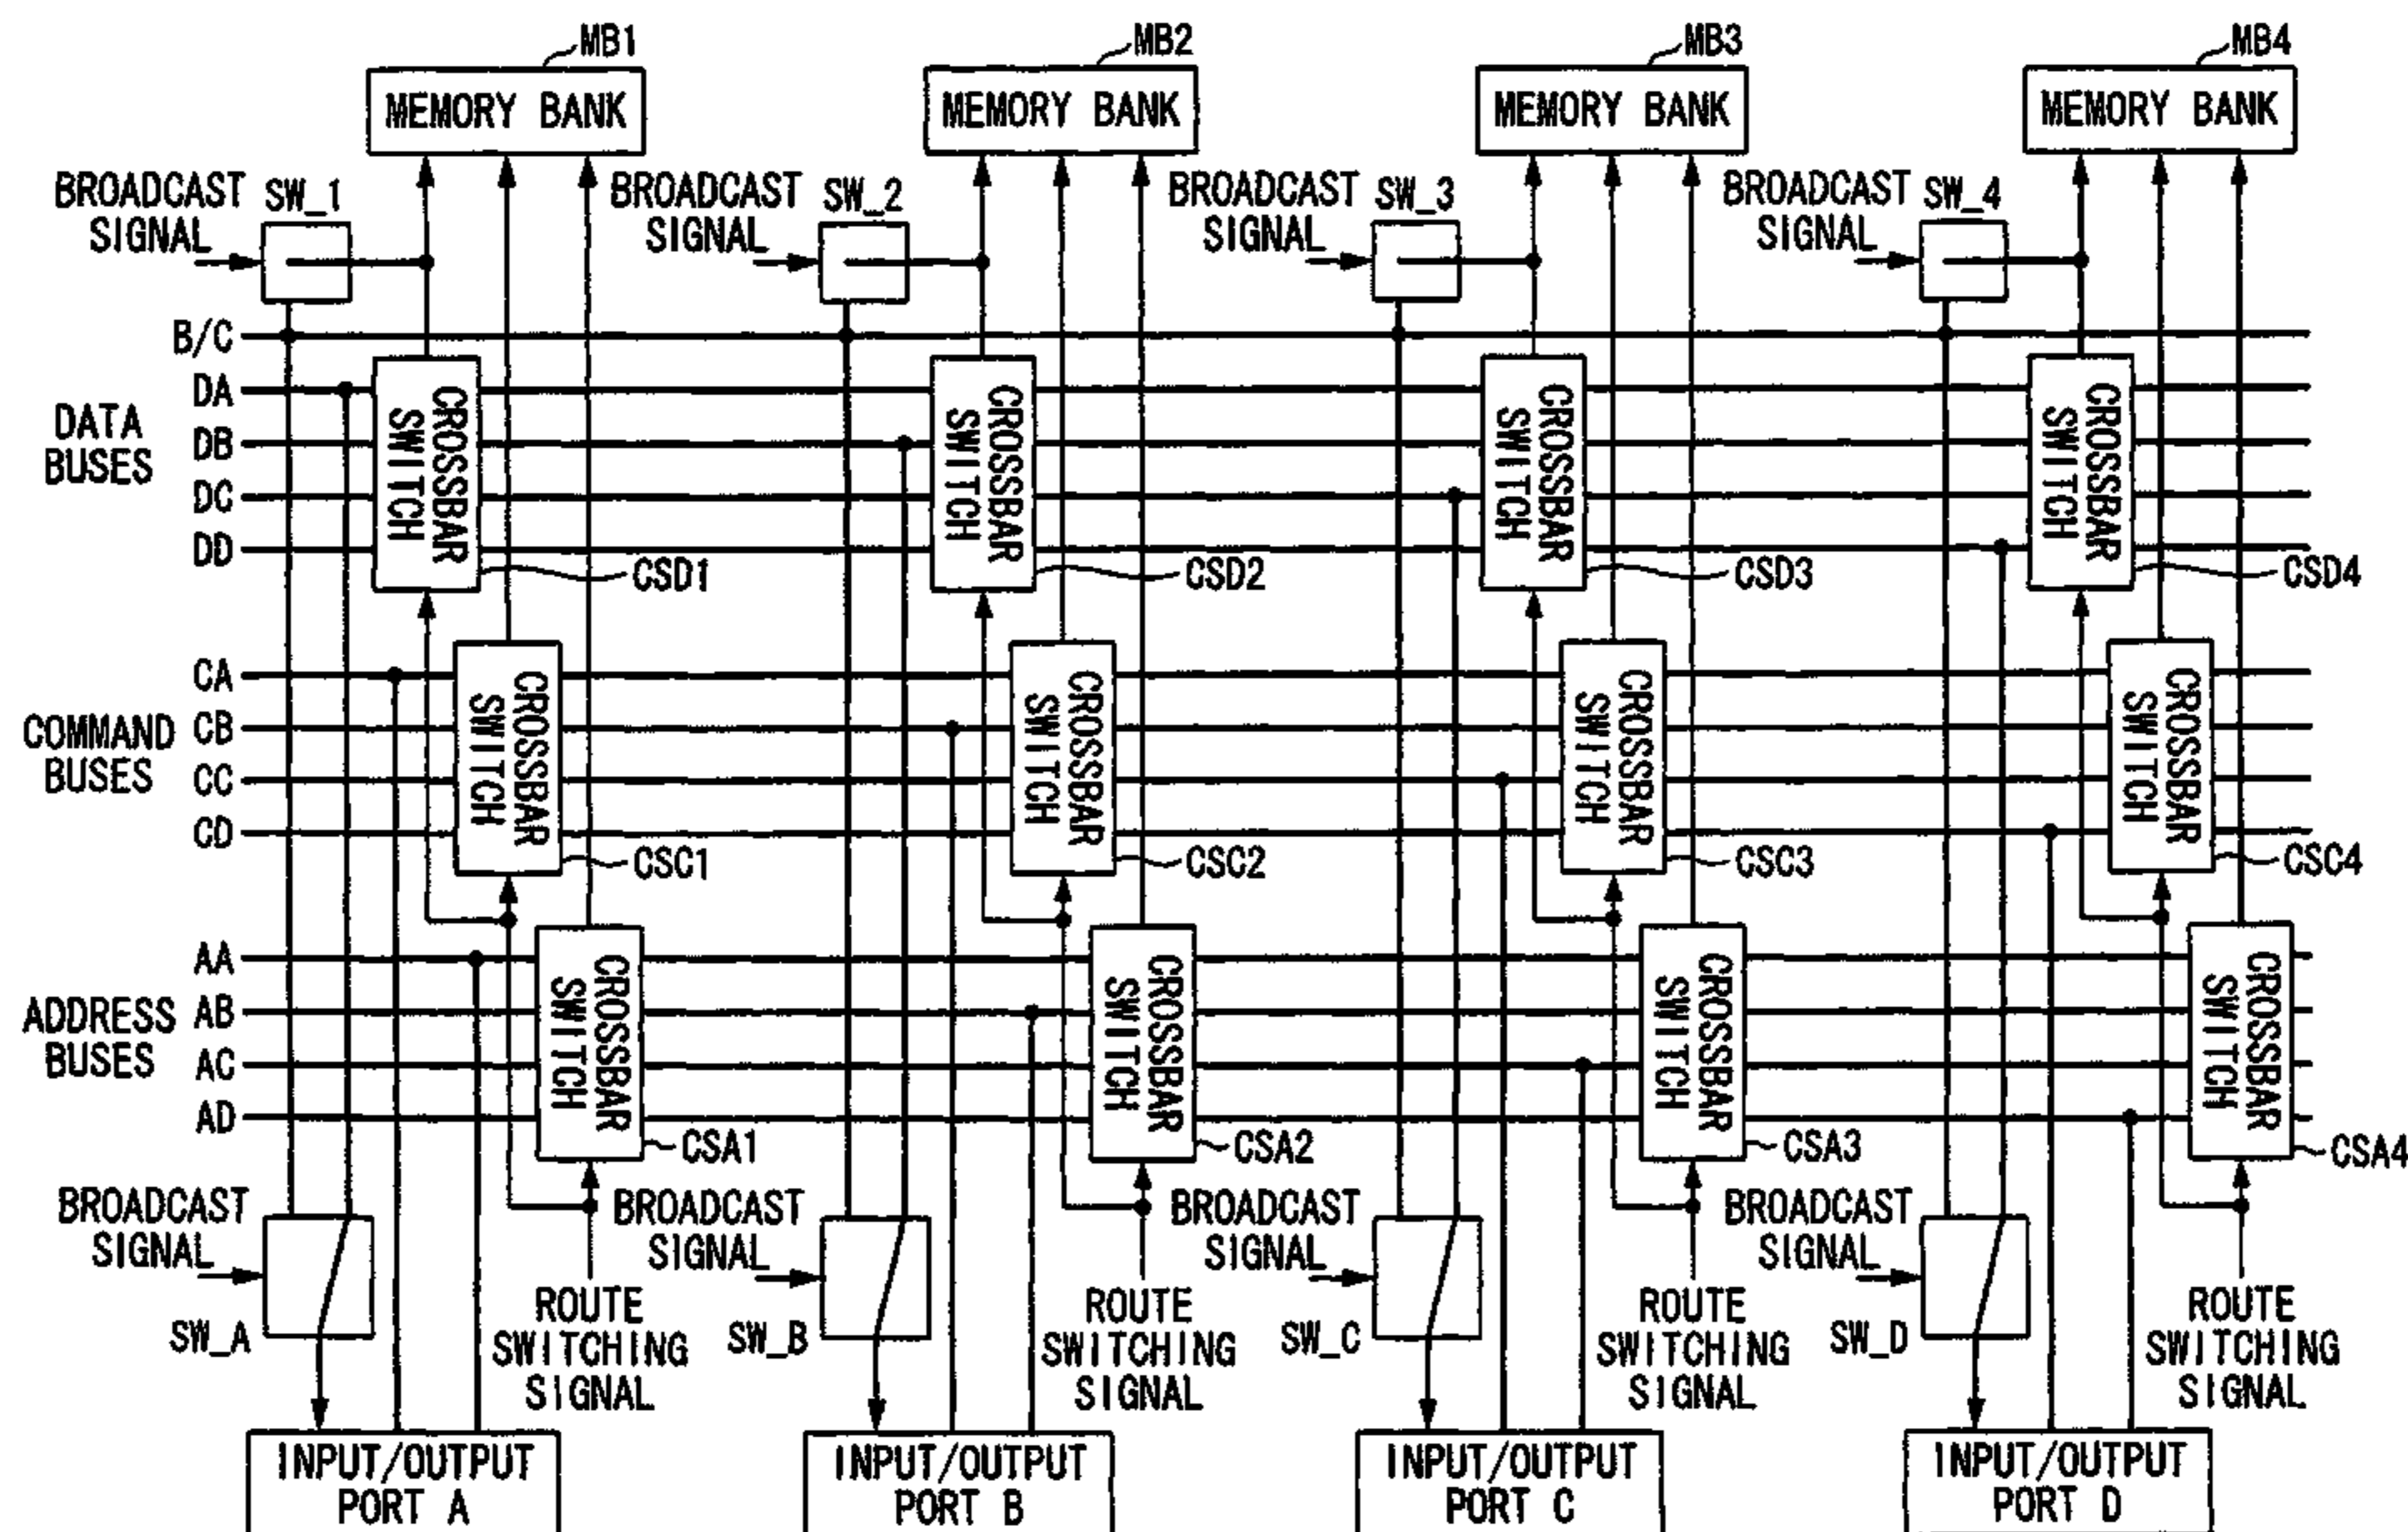 MB1
MB2
MB3
MB4
MEMORY BANK
MEMORY BANK
MEMORY BANK
MEMORY BANK
BROADCAST
SIGNAL
SW_1
BROADCAST
SIGNAL
SW_2
BROADCAST
SIGNAL
SW_3
BROADCAST
SIGNAL
SW_4
B/C
DATA
BUSES
DA
DB
DC
DD
CROSSBAR
SWITCH
CROSSBAR
SWITCH
CROSSBAR
SWITCH
CROSSBAR
SWITCH
CSD1
CSD2
CSD3
CSD4
COMMAND
BUSES
CA
CB
CC
CD
CROSSBAR
SWITCH
CROSSBAR
SWITCH
CROSSBAR
SWITCH
CROSSBAR
SWITCH
CSC1
CSC2
CSC3
CSC4
ADDRESS
BUSES
AA
AB
AC
AD
CROSSBAR
SWITCH
CROSSBAR
SWITCH
CROSSBAR
SWITCH
CROSSBAR
SWITCH
CSA1
CSA2
CSA3
CSA4
BROADCAST
SIGNAL
SW_A
ROUTE
SWITCHING
SIGNAL
BROADCAST
SIGNAL
SW_B
ROUTE
SWITCHING
SIGNAL
BROADCAST
SIGNAL
SW_C
ROUTE
SWITCHING
SIGNAL
BROADCAST
SIGNAL
SW_D
ROUTE
SWITCHING
SIGNAL
INPUT/OUTPUT
PORT A
INPUT/OUTPUT
PORT B
INPUT/OUTPUT
PORT C
INPUT/OUTPUT
PORT D